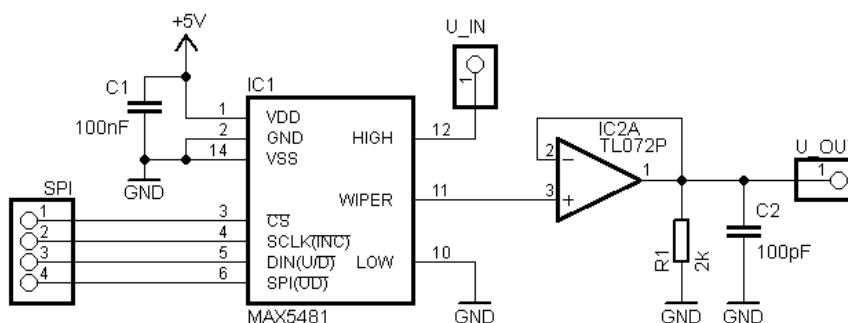 +5V
U_IN
C1
100nF
IC1
1
1 VDD
2 GND
14 VSS
GND
HIGH 12
WIPER 11
LOW 10
IC2A
TL072P
2
3
-
+
1
U_OUT
1
SPI
1
2
3
4
3 CS
4 SCLK(INC)
5 DIN(U/D)
6 SPI(UD)
MAX5481
GND
R1
2k
GND
C2
100pF
GND